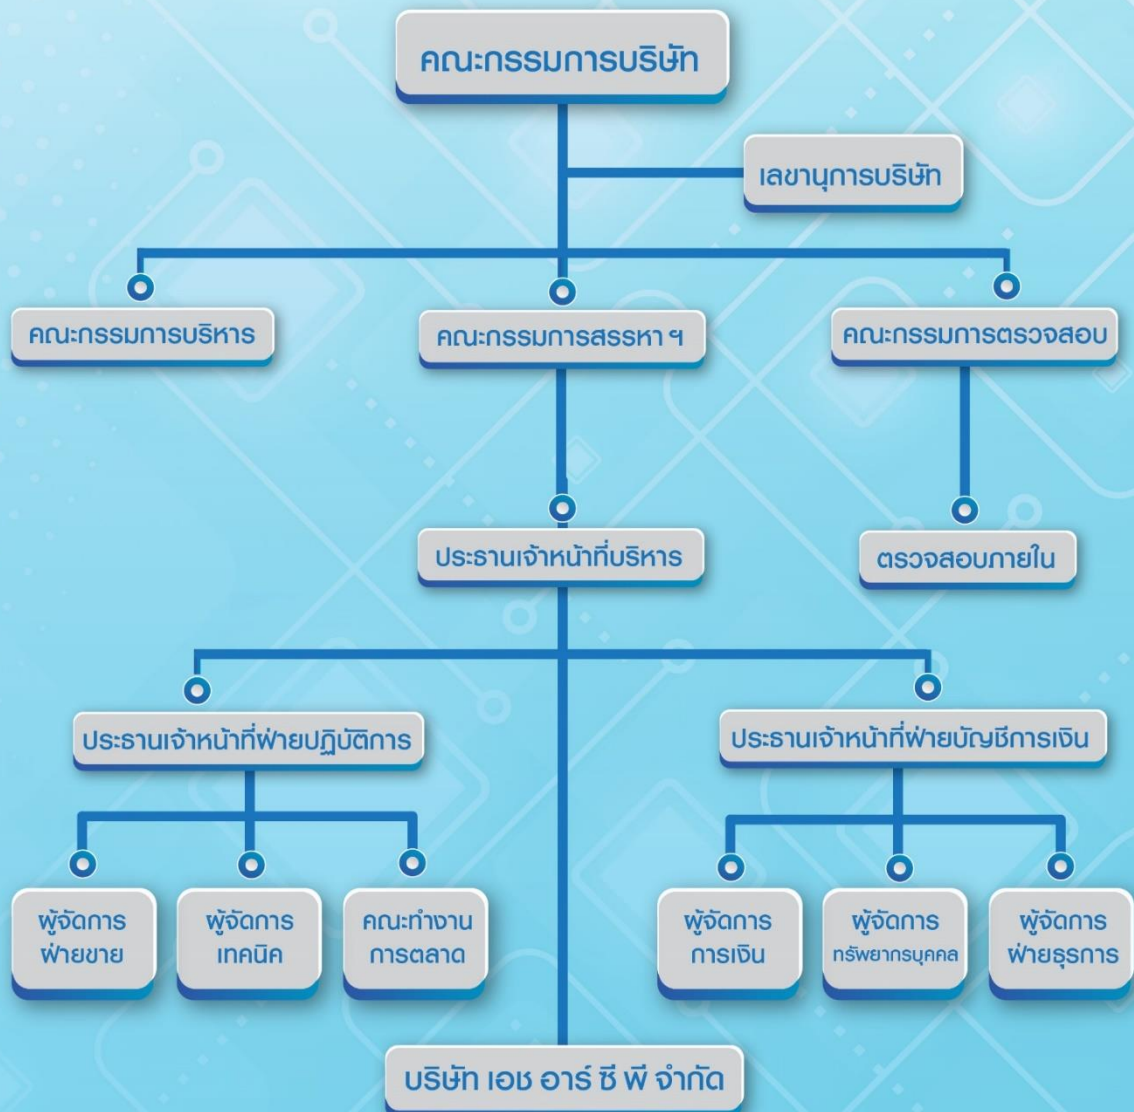 คณะกรรมการบริษัท
เลขานุการบริษัท
คณะกรรมการบริหาร
คณะกรรมการสรรหา ฯ
คณะกรรมการตรวจสอบ
ประธานเจ้าหน้าที่บริหาร
ตรวจสอบภายใน
ประธานเจ้าหน้าที่ฝ่ายปฏิบัติการ
ประธานเจ้าหน้าที่ฝ่ายบัญชีการเงิน
ผู้จัดการ
ฝ่ายขาย
ผู้จัดการ
เทคนิค
คณะทำงาน
การตลาด
ผู้จัดการ
การเงิน
ผู้จัดการ
ทรัพยากรบุคคล
ผู้จัดการ
ฝ่ายธุรการ
บริษัท เอช อาร์ ซี พี จำกัด